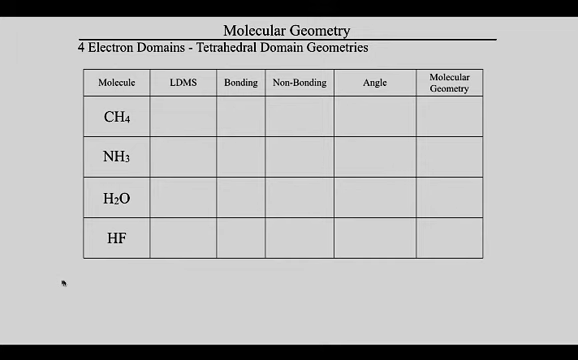 Molecular Geometry
4 Electron Domains - Tetrahedral Domain Geometries
Molecule LDMS Bonding Non-Bonding Angle Molecular Geometry
CH4
NH3
H2O
HF